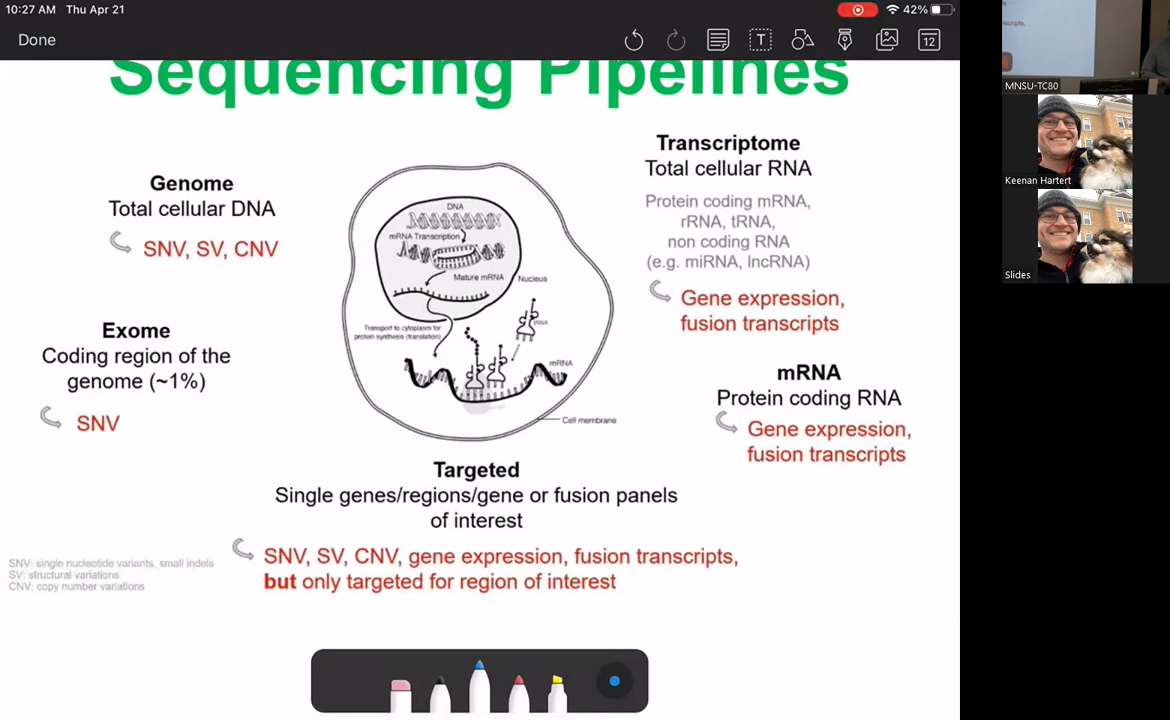 10:27 AM Thu Apr 21
42%
Done
T
12
Sequencing Pipelines
Genome
Total cellular DNA
SNV, SV, CNV
Exome
Coding region of the
genome (~1%)
SNV
DNA
mRNA Transcription
Mature mRNA
Nucleus
Transport to cytoplasm for
protein synthesis (translation)
tRNA
mRNA
Cell membrane
Transcriptome
Total cellular RNA
Protein coding mRNA,
rRNA, tRNA,
non coding RNA
(e.g. miRNA, lncRNA)
Gene expression,
fusion transcripts
mRNA
Protein coding RNA
Gene expression,
fusion transcripts
Targeted
Single genes/regions/gene or fusion panels
of interest
SNV, SV, CNV, gene expression, fusion transcripts,
but only targeted for region of interest
SNV: single nucleotide variants, small indels
SV: structural variations
CNV: copy number variations
MNSU-TC80
Keenan Hartert
Slides